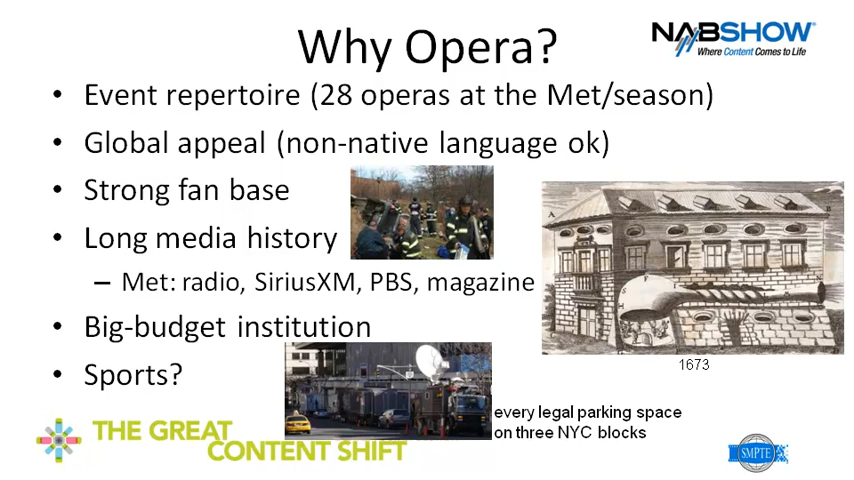 Why Opera?
NABSHOW®
Where Content Comes to Life
• Event repertoire (28 operas at the Met/season)
• Global appeal (non-native language ok)
• Strong fan base
• Long media history
– Met: radio, SiriusXM, PBS, magazine
• Big-budget institution
• Sports?
1673
every legal parking space
on three NYC blocks
THE GREAT
CONTENT SHIFT
SMPTE